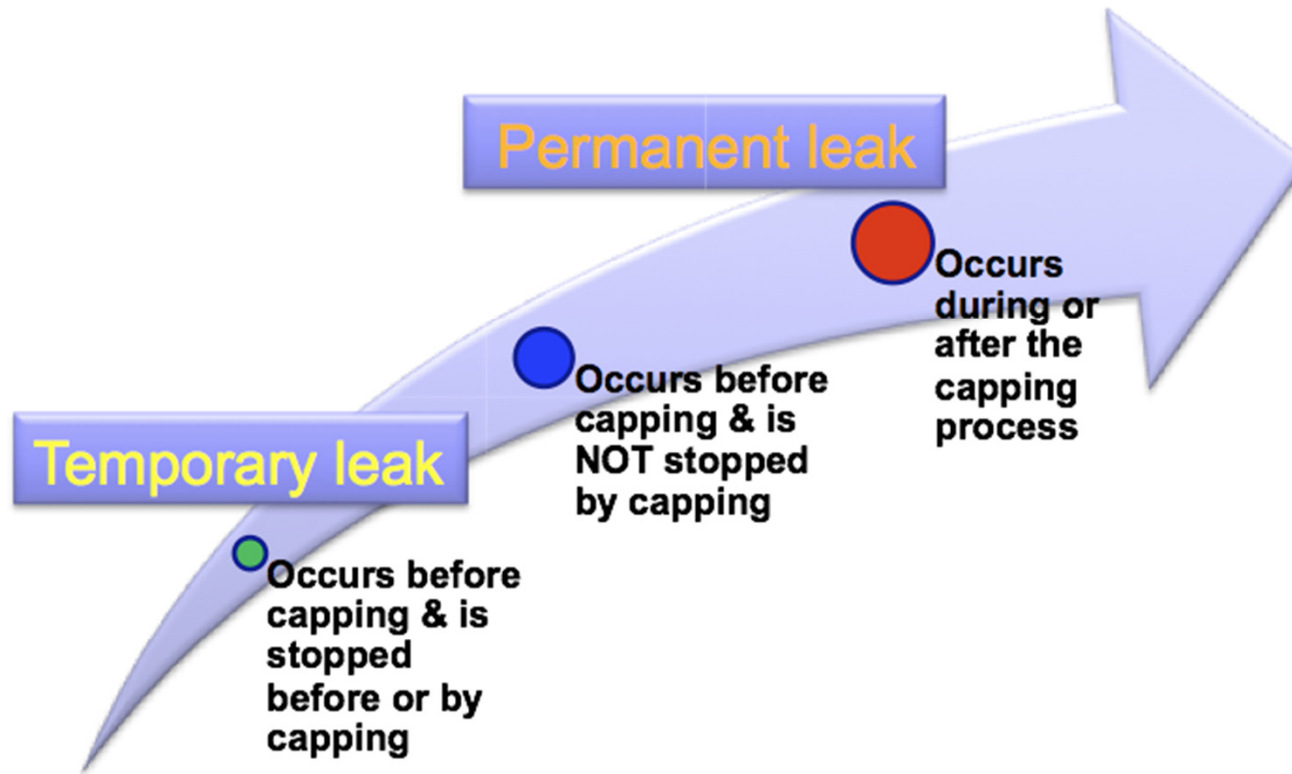 Permanent leak
Occurs
during or
after the
capping
process
Occurs before
capping & is
NOT stopped
by capping
Temporary leak
Occurs before
capping & is
stopped
before or by
capping